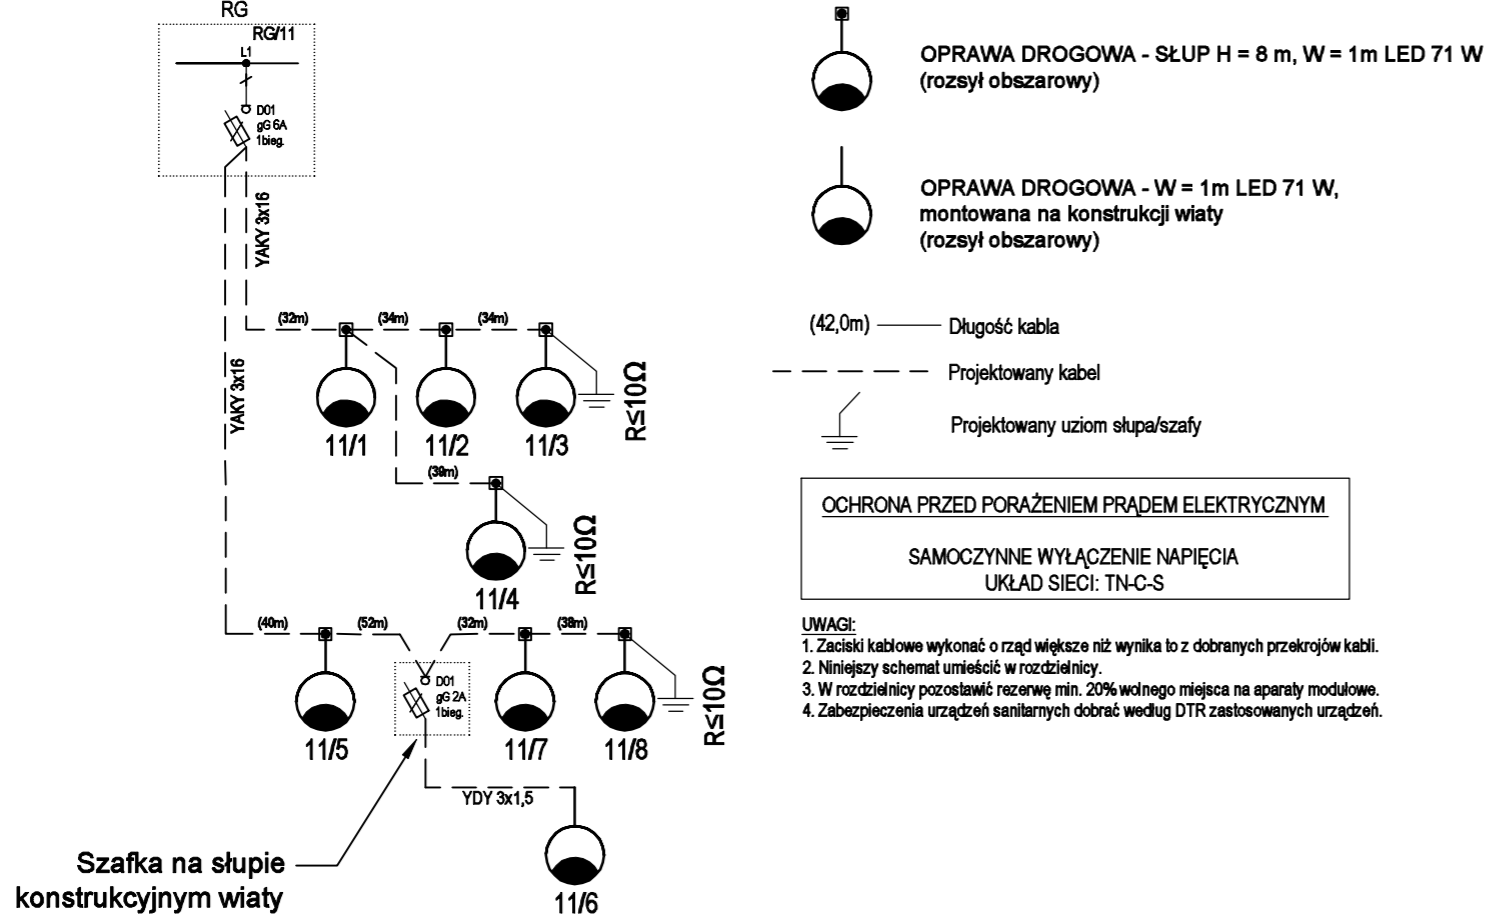 RG
RG/11
L1
D01
gG 6A
1bieg.
YAKY 3x16
YAKY 3x16
(32m)
(34m)
(34m)
R≤10Ω
11/1
11/2
11/3
(39m)
R≤10Ω
11/4
(40m)
(52m)
(32m)
(38m)
D01
gG 2A
1bieg.
R≤10Ω
11/5
11/7
11/8
YDY 3x1,5
11/6
Szafka na słupie
konstrukcyjnym wiaty
OPRAWA DROGOWA - SŁUP H = 8 m, W = 1m LED 71 W
(rozsył obszarowy)
OPRAWA DROGOWA - W = 1m LED 71 W,
montowana na konstrukcji wiaty
(rozsył obszarowy)
(42,0m) Długość kabla
Projektowany kabel
Projektowany uziom słupa/szafy
OCHRONA PRZED PORAŻENIEM PRĄDEM ELEKTRYCZNYM
SAMOCZYNNE WYŁĄCZENIE NAPIĘCIA
UKŁAD SIECI: TN-C-S
UWAGI:
1. Zaciski kablowe wykonać o rząd większe niż wynika to z dobranych przekrojów kabli.
2. Niniejszy schemat umieścić w rozdzielnicy.
3. W rozdzielnicy pozostawić rezerwę min. 20% wolnego miejsca na aparaty modułowe.
4. Zabezpieczenia urządzeń sanitarnych dobrać według DTR zastosowanych urządzeń.